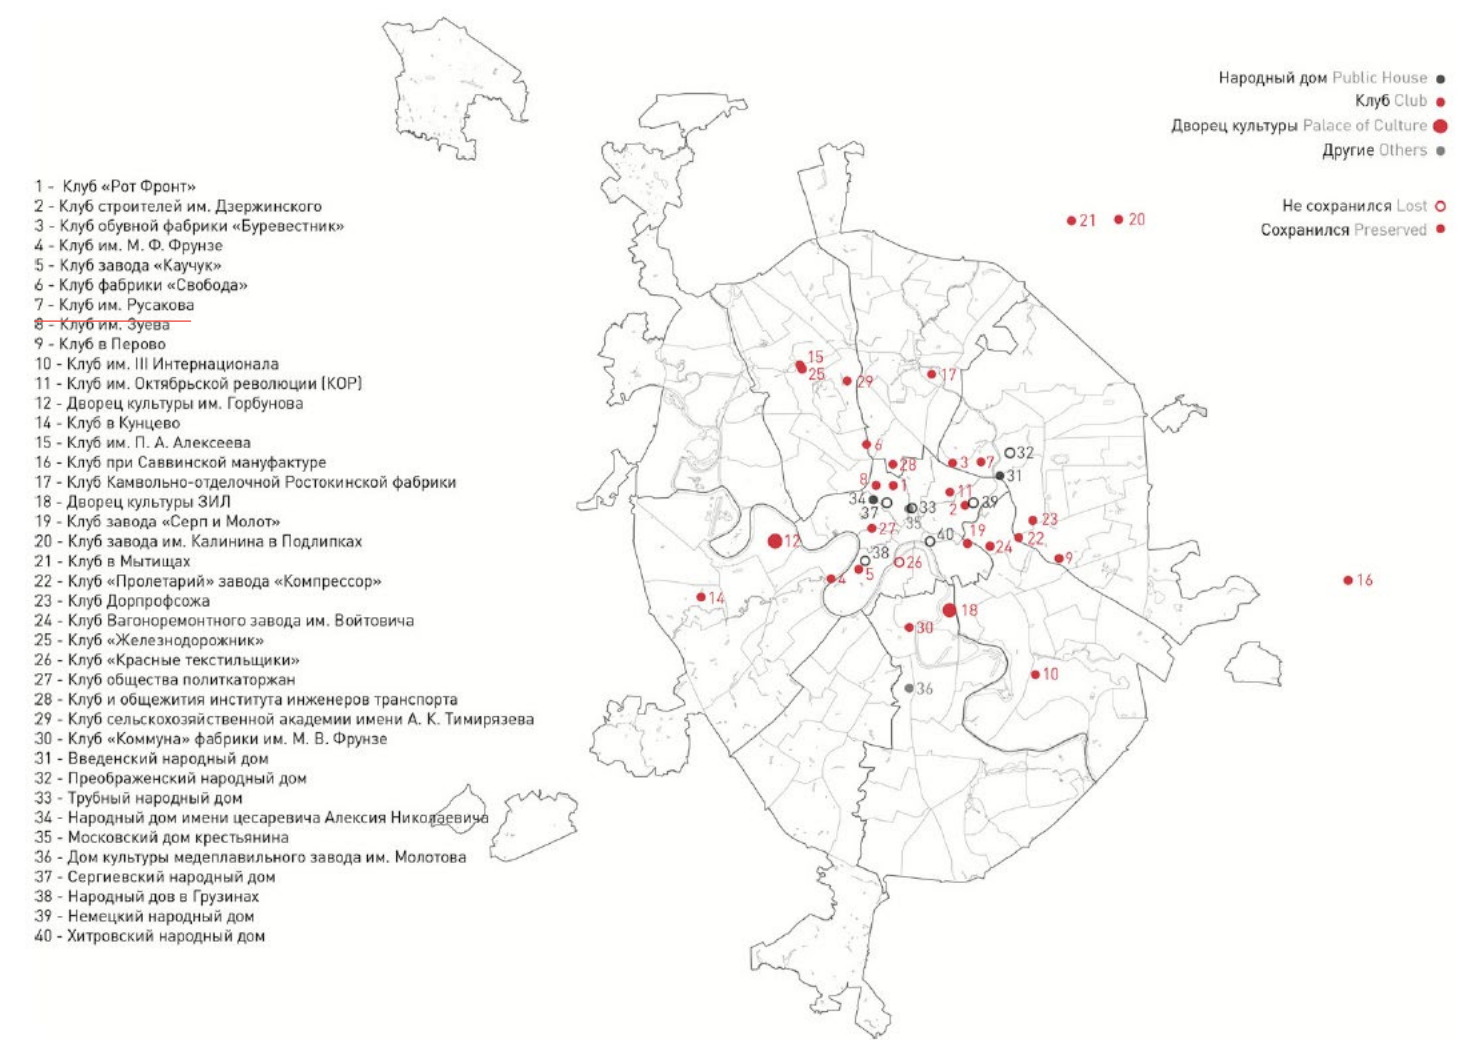 Народный дом Public House
Клуб Club
Дворец культуры Palace of Culture
Другие Others
Не сохранился Lost
Сохранился Preserved
1 - Клуб «Рот Фронт»
2 - Клуб строителей им. Дзержинского
3 - Клуб обувной фабрики «Буревестник»
4 - Клуб им. М. Ф. Фрунзе
5 - Клуб завода «Каучук»
6 - Клуб фабрики «Свобода»
7 - Клуб им. Русакова
8 - Клуб им. Зуева
9 - Клуб в Перово
10 - Клуб им. III Интернационала
11 - Клуб им. Октябрьской революции (КОР)
12 - Дворец культуры им. Горбунова
14 - Клуб в Кунцево
15 - Клуб им. П. А. Алексеева
16 - Клуб при Саввинской мануфактуре
17 - Клуб Камвольно-отделочной Ростокинской фабрики
18 - Дворец культуры ЗИЛ
19 - Клуб завода «Серп и Молот»
20 - Клуб завода им. Калинина в Подлипках
21 - Клуб в Мытищах
22 - Клуб «Пролетарий» завода «Компрессор»
23 - Клуб Дорпрофсожа
24 - Клуб Вагоноремонтного завода им. Войтовича
25 - Клуб «Железнодорожник»
26 - Клуб «Красные текстильщики»
27 - Клуб общества политкаторжан
28 - Клуб и общежития института инженеров транспорта
29 - Клуб сельскохозяйственной академии имени А. К. Тимирязева
30 - Клуб «Коммуна» фабрики им. М. В. Фрунзе
31 - Введенский народный дом
32 - Преображенский народный дом
33 - Трубный народный дом
34 - Народный дом имени цесаревича Алексия Николаевича
35 - Московский дом крестьянина
36 - Дом культуры медеплавильного завода им. Молотова
37 - Сергиевский народный дом
38 - Народный дов в Грузинах
39 - Немецкий народный дом
40 - Хитровский народный дом
21
20
15
25
29
17
6
28
3
7
32
31
8
1
11
34
37
33
35
2
39
23
27
12
38
40
19
24
22
9
4
5
26
16
14
18
30
10
36